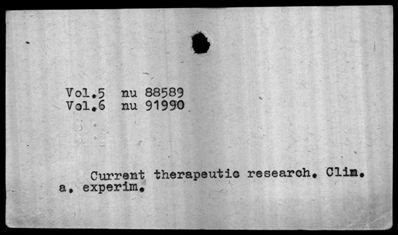 Vol.5 nu 88589
Vol.6 nu 91990
Current therapeutic research. Clin.
a. experim.